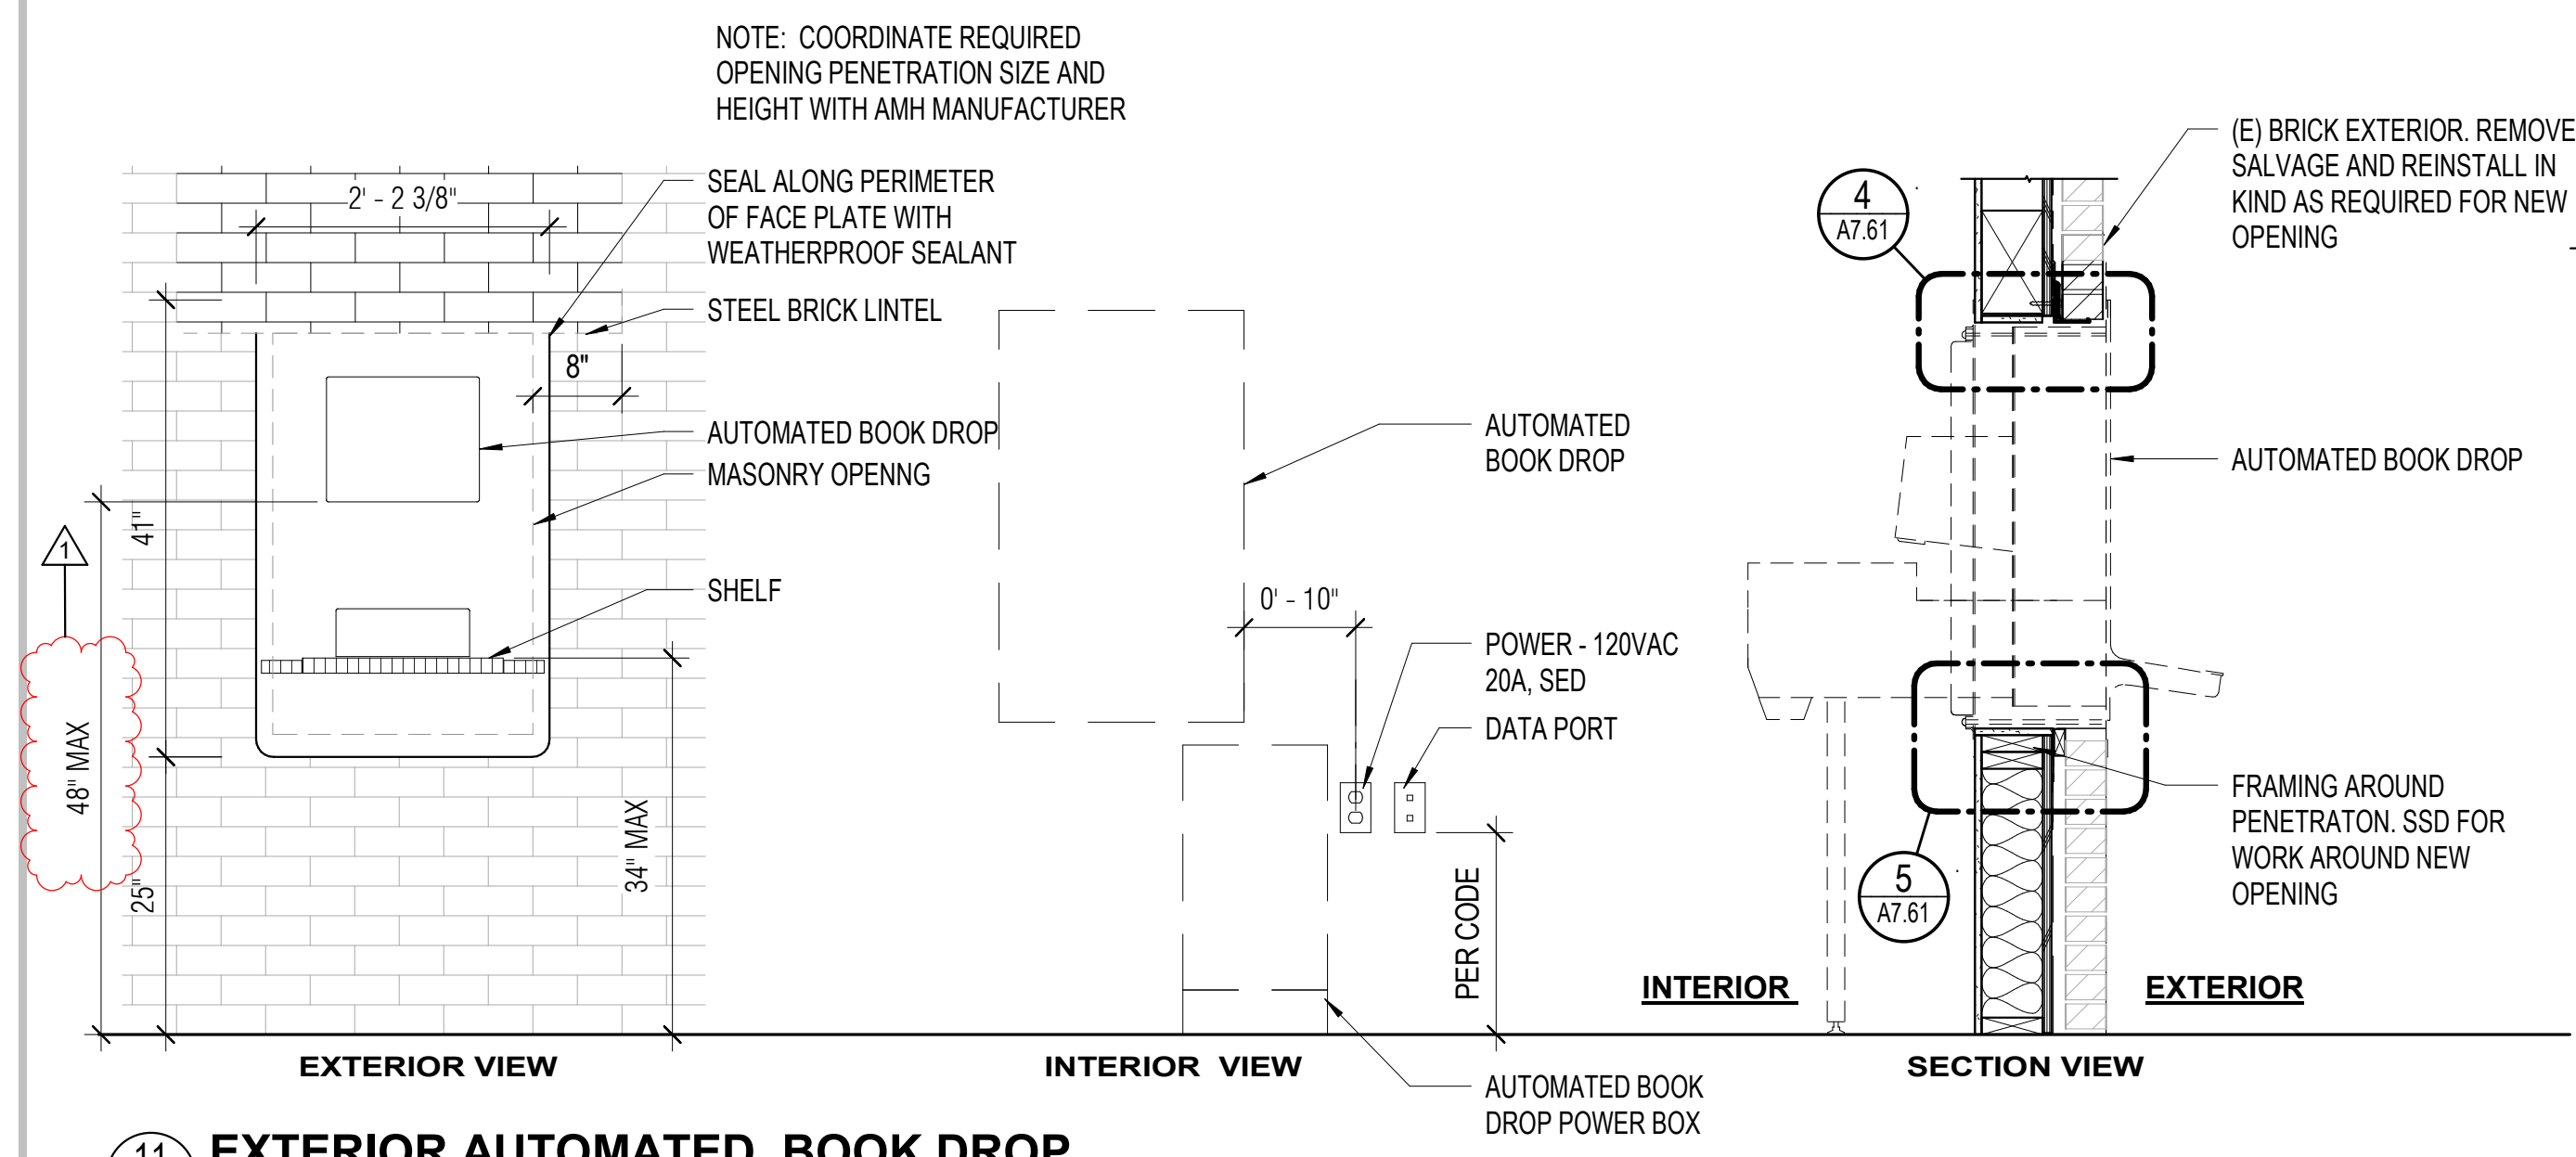 NOTE: COORDINATE REQUIRED
OPENING PENETRATION SIZE AND
HEIGHT WITH AMH MANUFACTURER
2' - 2 3/8"
SEAL ALONG PERIMETER
OF FACE PLATE WITH
WEATHERPROOF SEALANT
STEEL BRICK LINTEL
8"
AUTOMATED BOOK DROP
MASONRY OPENNG
41"
1
SHELF
48" MAX
25"
34" MAX
EXTERIOR VIEW
AUTOMATED
BOOK DROP
0' - 10"
POWER - 120VAC
20A, SED
DATA PORT
PER CODE
INTERIOR VIEW
AUTOMATED BOOK
DROP POWER BOX
4
A7.61
(E) BRICK EXTERIOR. REMOVE
SALVAGE AND REINSTALL IN
KIND AS REQUIRED FOR NEW
OPENING
AUTOMATED BOOK DROP
FRAMING AROUND
PENETRATON. SSD FOR
WORK AROUND NEW
OPENING
5
A7.61
INTERIOR
EXTERIOR
SECTION VIEW
11
EXTERIOR AUTOMATED BOOK DROP